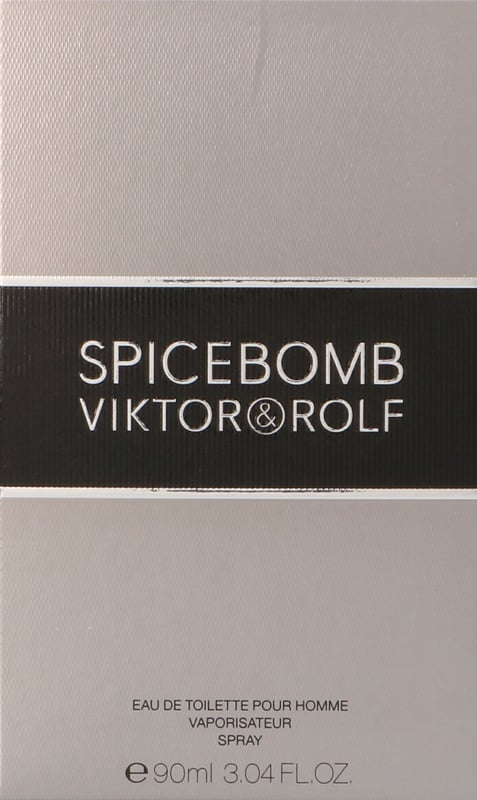 SPICEBOMB
VIKTOR&ROLF
EAU DE TOILETTE POUR HOMME
VAPORISATEUR
SPRAY
℮ 90ml 3.04 FL.OZ.